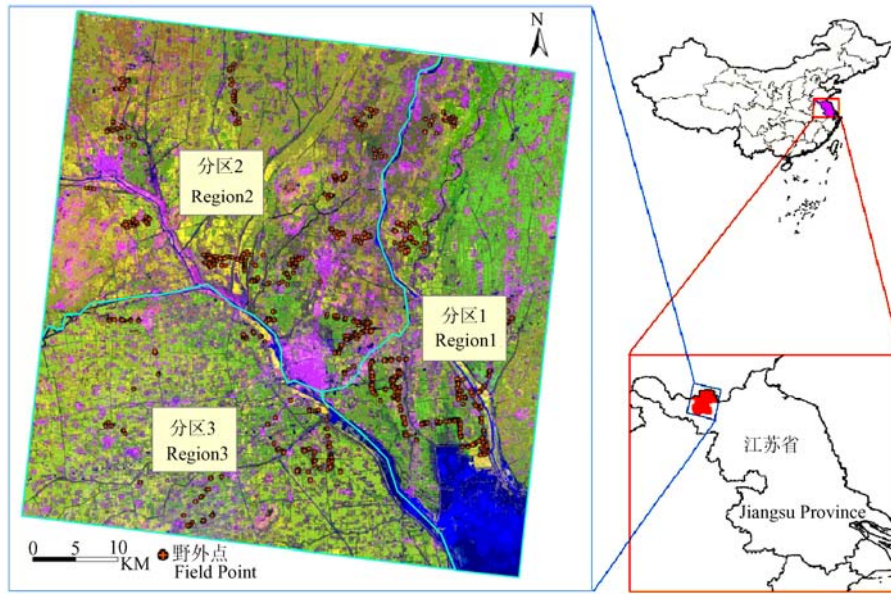 N
分区2
Region2
分区1
Region1
分区3
Region3
0 5 10
KM
野外点
Field Point
江苏省
Jiangsu Province